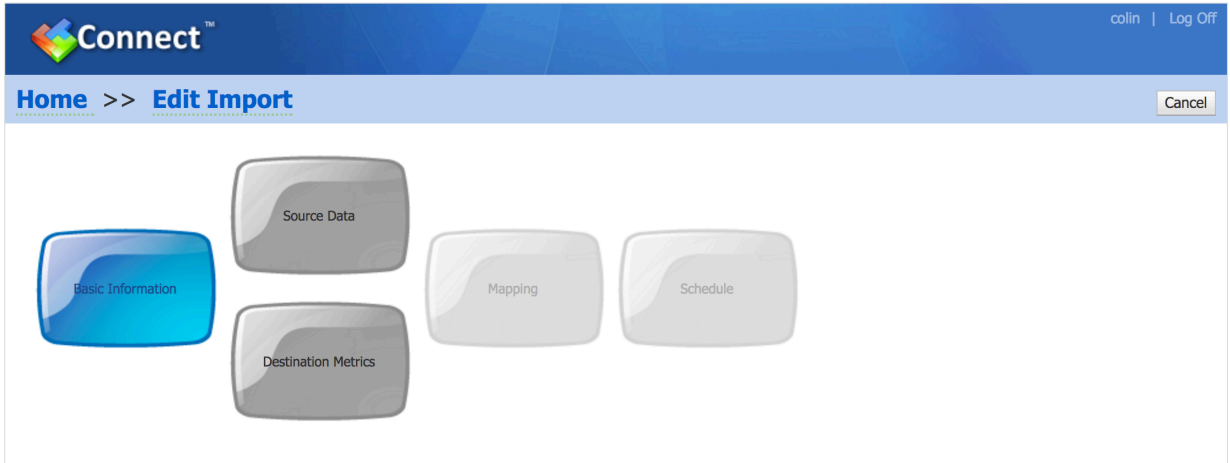 Connect™
colin | Log Off
Home >> Edit Import
Cancel
Source Data
Basic Information
Mapping
Schedule
Destination Metrics